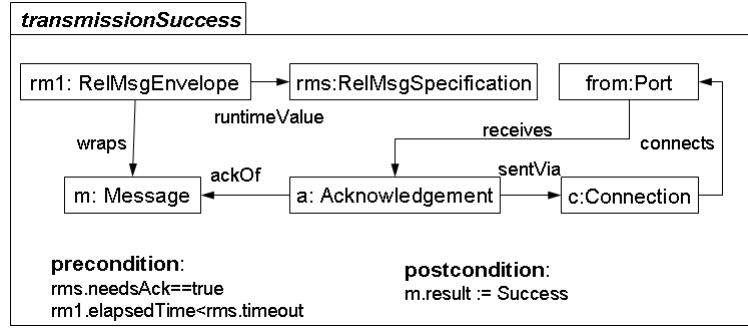 transmissionSuccess
rm1: RelMsgEnvelope
rms:RelMsgSpecification
from:Port
runtimeValue
receives
wraps
connects
ackOf
sentVia
m: Message
a: Acknowledgement
c:Connection
precondition:
rms.needsAck==true
rm1.elapsedTime<rms.timeout
postcondition:
m.result := Success